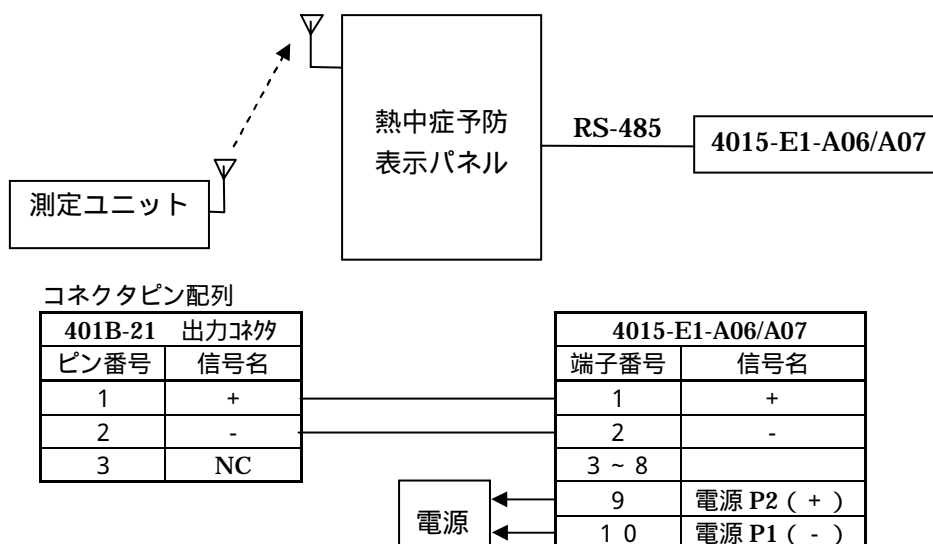 熱中症予防
表示パネル
RS-485
4015-E1-A06/A07
測定ユニット
コネクタピン配列
401B-21 出力ｺﾈｸﾀ
ピン番号 信号名
1 +
2 -
3 NC
4015-E1-A06/A07
端子番号 信号名
1 +
2 -
3 ~ 8
9 電源 P2 ( + )
1 0 電源 P1 ( - )
電源